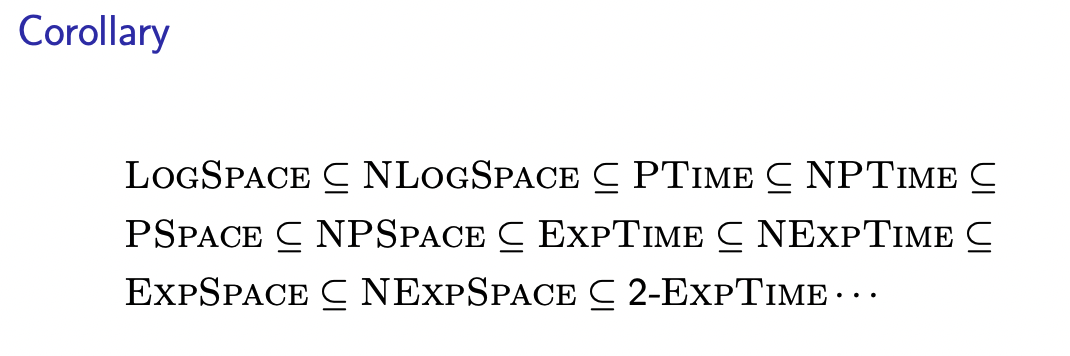 Corollary
LOGSPACE ⊆ NLOGSPACE ⊆ PTIME ⊆ NPTIME ⊆
PSPACE ⊆ NPSPACE ⊆ EXPTIME ⊆ NEXPTIME ⊆
EXPSPACE ⊆ NEXPSPACE ⊆ 2-EXPTIME ···